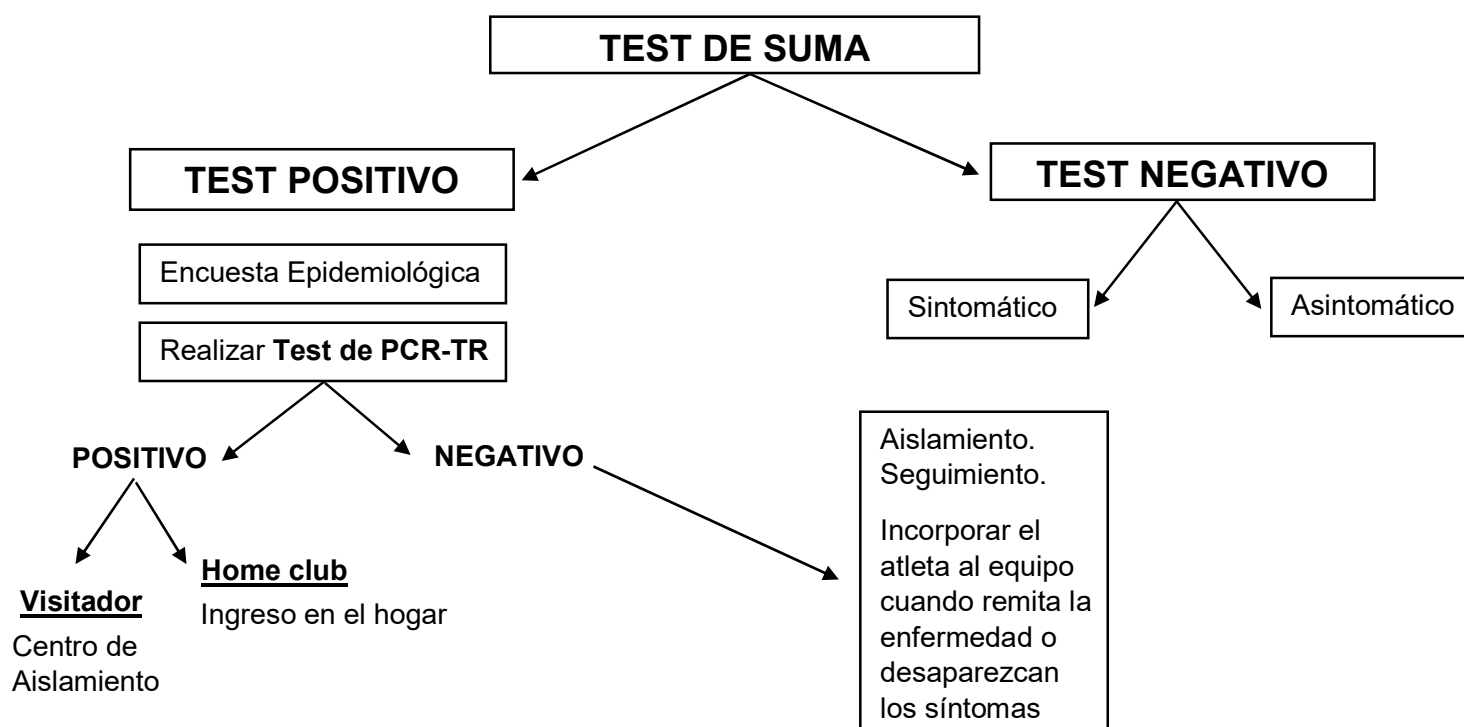 TEST DE SUMA
TEST POSITIVO
TEST NEGATIVO
Encuesta Epidemiológica
Realizar Test de PCR-TR
Sintomático
Asintomático
POSITIVO
NEGATIVO
Visitador
Centro de
Aislamiento
Home club
Ingreso en el hogar
Aislamiento.
Seguimiento.
Incorporar el
atleta al equipo
cuando remita la
enfermedad o
desaparezcan
los síntomas